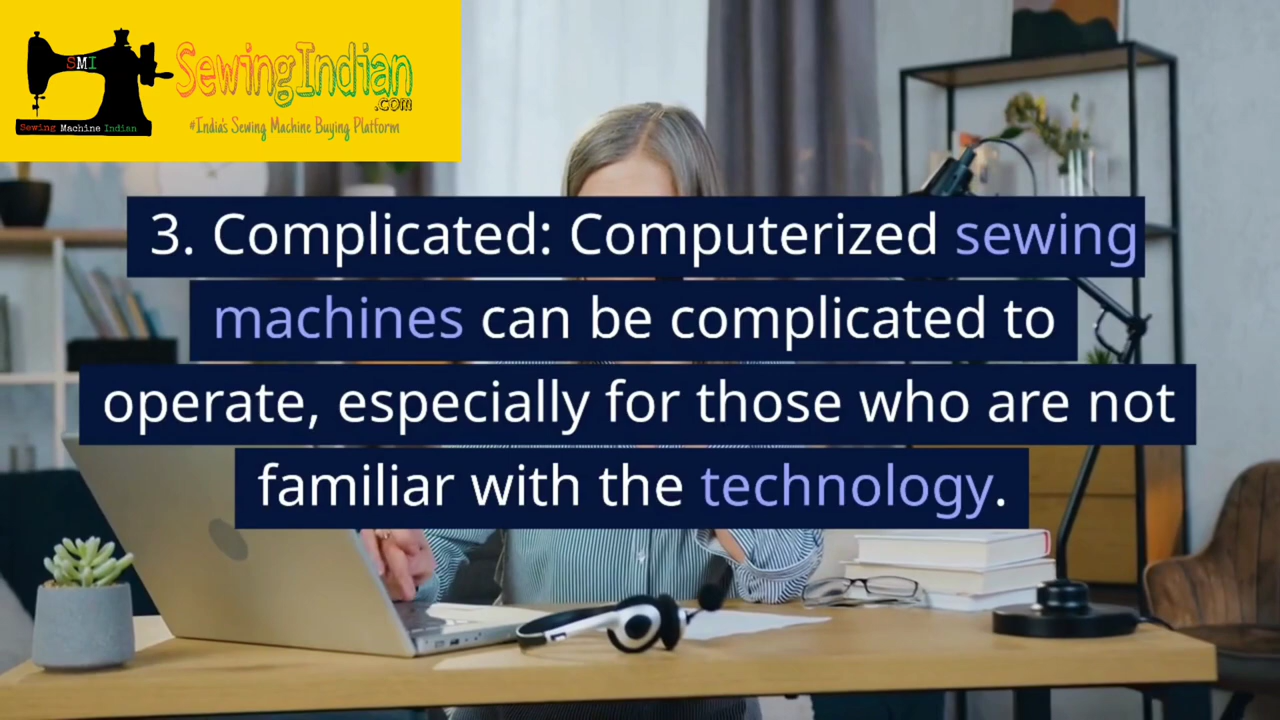 SMI
Sewing Machine Indian
SewingIndian
.COM
#India's Sewing Machine Buying Platform
3. Complicated: Computerized sewing
machines can be complicated to
operate, especially for those who are not
familiar with the technology.